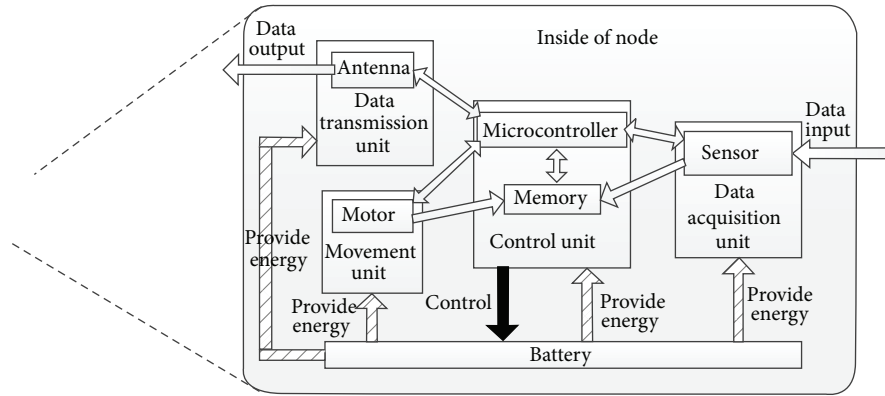 Inside of node
Data
output
Antenna
Data
transmission
unit
Microcontroller
Data
input
Sensor
Memory
Data
acquisition
unit
Motor
Control unit
Movement
unit
Provide
energy
Provide
energy
Control
Provide
energy
Provide
energy
Battery